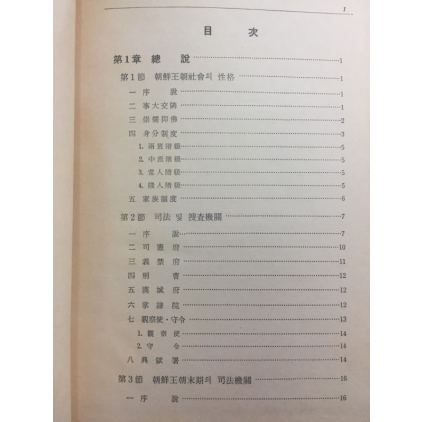 1
目 次
第1章 總 說 1
第1節 朝鮮王朝社會의 性格 1
一 序 說 1
二 事大交隣 1
三 崇儒抑佛 2
四 身分制度 3
1. 兩班階級 5
2. 中庶階級 5
3. 常人階級 5
4. 賤人階級 5
五 家族制度 6
第2節 司法 및 搜査機關 7
一 序 說 7
二 司憲府 10
三 義禁府 11
四 刑 曹 12
五 漢城府 12
六 掌隷院 12
七 觀察使·守令 13
1. 觀察使 14
2. 守 令 14
八 典獄署 14
第3節 朝鮮王朝末期의 司法機關 16
一 序 說 16